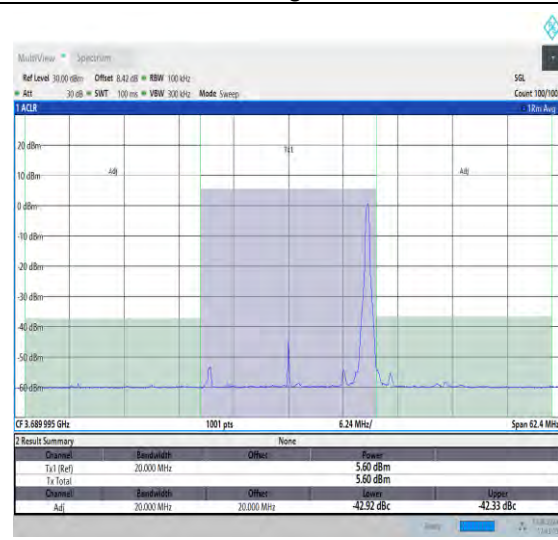 MultiView Spectrum
Ref Level 30.00 dBm Offset 8.42 dB RBW 100 kHz SGL
Att 30 dB SWT 100 ms VBW 300 kHz Mode Sweep Count 100/100
1 ACLR 1Rm Avg
20 dBm
Tx1
Adj Adj
10 dBm
0 dBm
-10 dBm
-20 dBm
-30 dBm
-40 dBm
-50 dBm
-60 dBm
CF 3.689 995 GHz 1001 pts 6.24 MHz/ Span 62.4 MHz
2 Result Summary None
Channel Bandwidth Offset Power
Tx1 (Ref) 20.000 MHz 5.60 dBm
Tx Total 5.60 dBm
Channel Bandwidth Offset Lower Upper
Adj 20.000 MHz 20.000 MHz -42.92 dBc -42.33 dBc
Ready